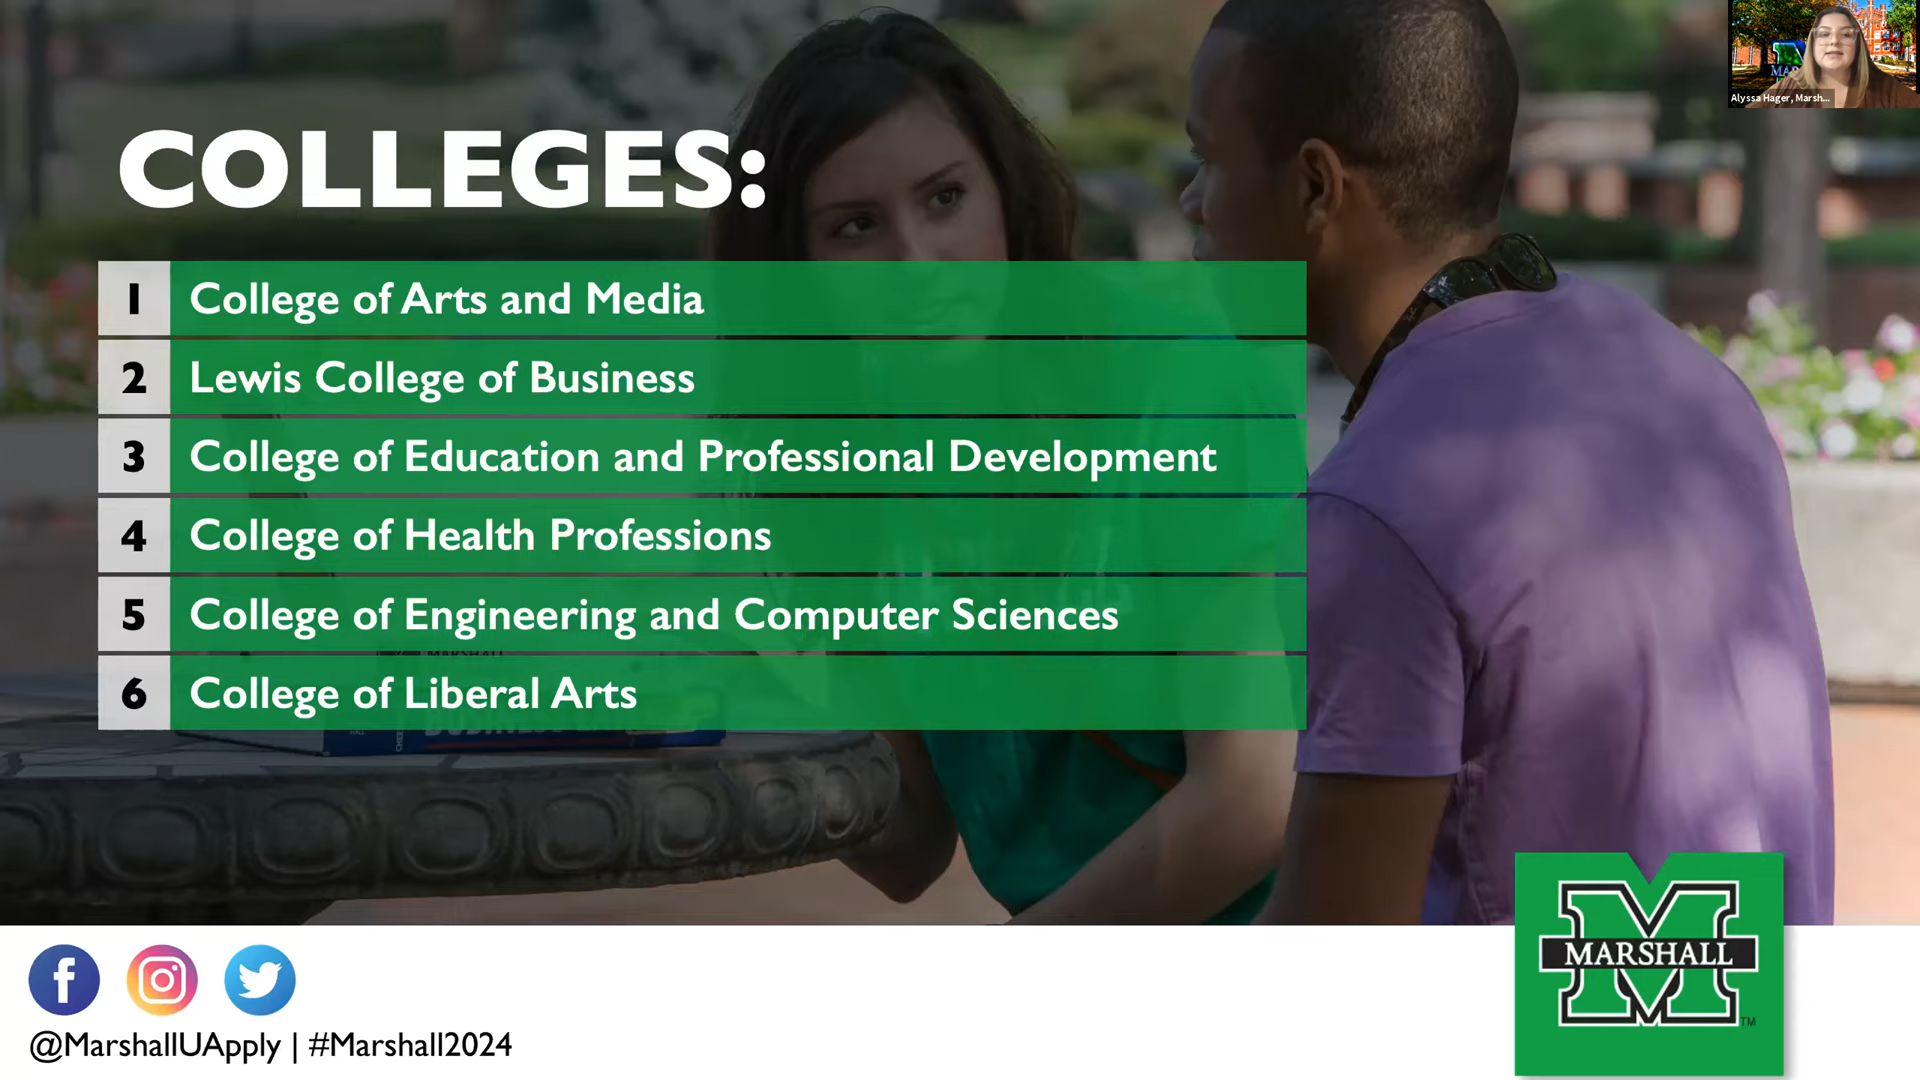 COLLEGES:
1 College of Arts and Media
2 Lewis College of Business
3 College of Education and Professional Development
4 College of Health Professions
5 College of Engineering and Computer Sciences
6 College of Liberal Arts
@MarshallUApply | #Marshall2024
MARSHALL
TM
Alyssa Hager, Marsh...